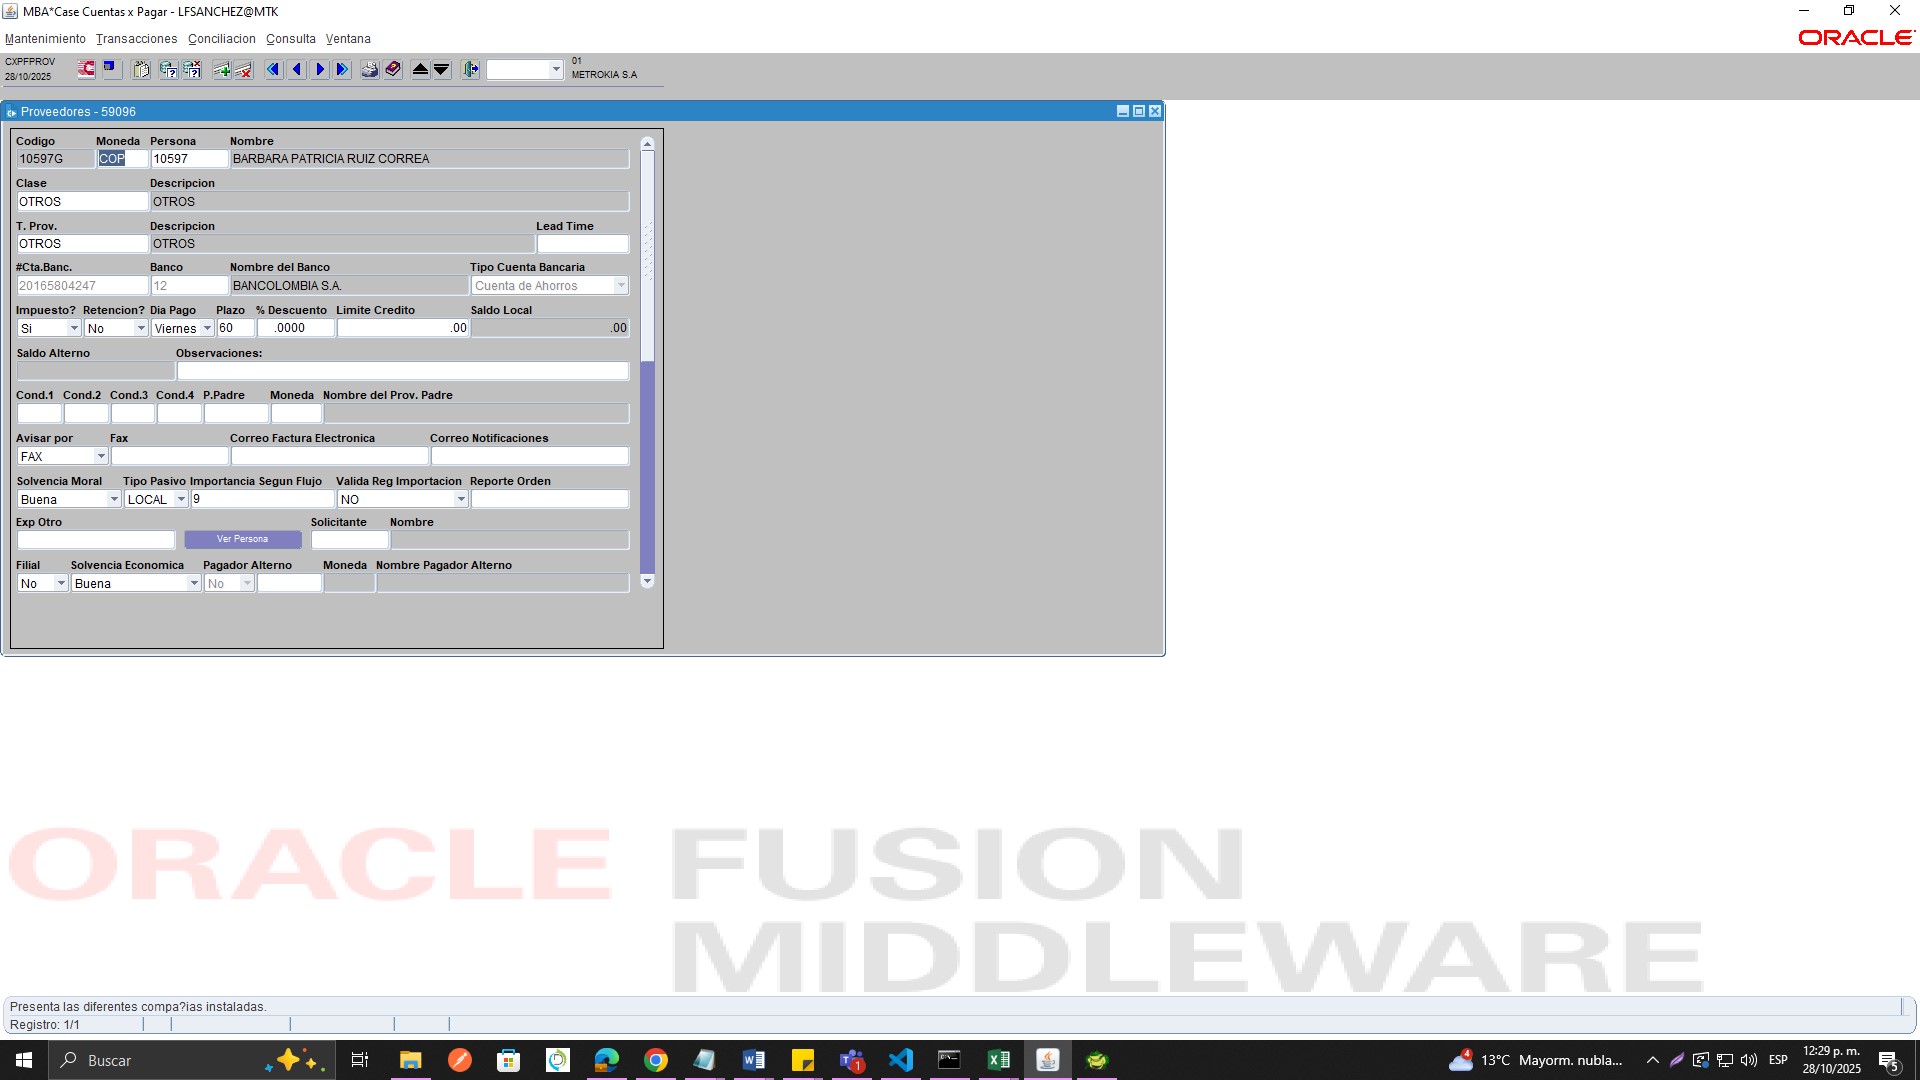 MBA*Case Cuentas x Pagar - LFSANCHEZ@MTK
Mantenimiento Transacciones Conciliacion Consulta Ventana
ORACLE
CXPFPROV
28/10/2025
01
METROKIA S.A
Proveedores - 59096
Codigo Moneda Persona Nombre
10597G COP 10597 BARBARA PATRICIA RUIZ CORREA
Clase Descripcion
OTROS OTROS
T. Prov. Descripcion Lead Time
OTROS OTROS
#Cta.Banc. Banco Nombre del Banco Tipo Cuenta Bancaria
20165804247 12 BANCOLOMBIA S.A. Cuenta de Ahorros
Impuesto? Retencion? Dia Pago Plazo % Descuento Limite Credito Saldo Local
Si No Viernes 60 .0000 .00 .00
Saldo Alterno Observaciones:
Cond.1 Cond.2 Cond.3 Cond.4 P.Padre Moneda Nombre del Prov. Padre
Avisar por Fax Correo Factura Electronica Correo Notificaciones
FAX
Solvencia Moral Tipo Pasivo Importancia Segun Flujo Valida Reg Importacion Reporte Orden
Buena LOCAL 9 NO
Exp Otro Solicitante Nombre
Ver Persona
Filial Solvencia Economica Pagador Alterno Moneda Nombre Pagador Alterno
No Buena No
ORACLE FUSION
MIDDLEWARE
Presenta las diferentes compa?ias instaladas.
Registro: 1/1
Buscar
1
4
13°C Mayorm. nubla...
ESP
12:29 p. m.
28/10/2025
5